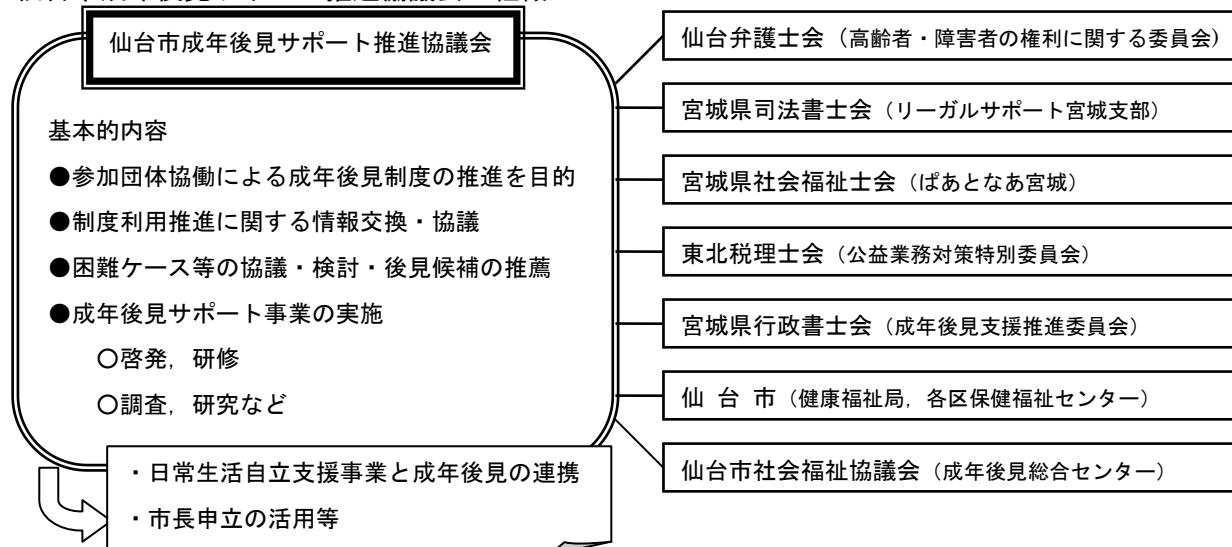 仙台市成年後見サポート推進協議会
基本的内容
●参加団体協働による成年後見制度の推進を目的
●制度利用推進に関する情報交換・協議
●困難ケース等の協議・検討・後見候補の推薦
●成年後見サポート事業の実施
○啓発，研修
○調査，研究など
・日常生活自立支援事業と成年後見の連携
・市長申立の活用等
仙台弁護士会（高齢者・障害者の権利に関する委員会）
宮城県司法書士会（リーガルサポート宮城支部）
宮城県社会福祉士会（ぱあとなあ宮城）
東北税理士会（公益業務対策特別委員会）
宮城県行政書士会（成年後見支援推進委員会）
仙 台 市（健康福祉局，各区保健福祉センター）
仙台市社会福祉協議会（成年後見総合センター）